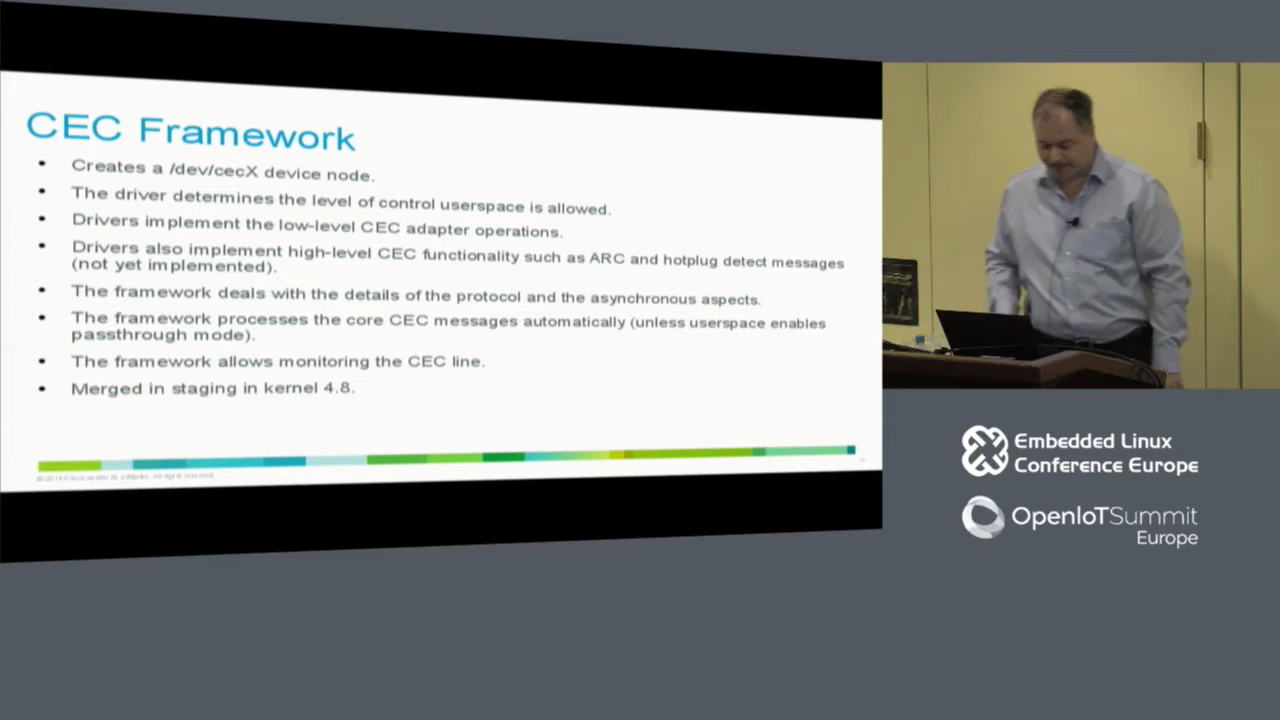 CEC Framework
• Creates a /dev/cecX device node.
• The driver determines the level of control userspace is allowed.
• Drivers implement the low-level CEC adapter operations.
• Drivers also implement high-level CEC functionality such as ARC and hotplug detect messages
(not yet implemented).
• The framework deals with the details of the protocol and the asynchronous aspects.
• The framework processes the core CEC messages automatically (unless userspace enables
passthrough mode).
• The framework allows monitoring the CEC line.
• Merged in staging in kernel 4.8.
Embedded Linux
Conference Europe
OpenIoTSummit
Europe